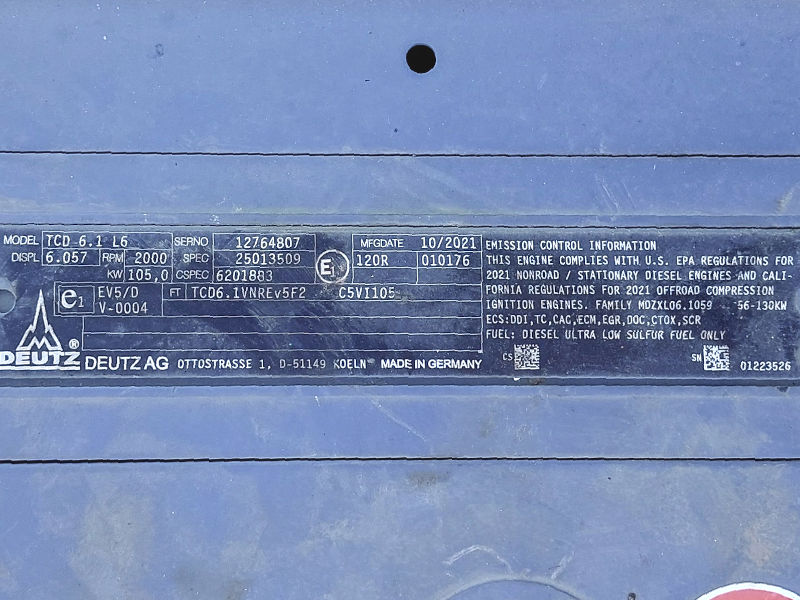 MODEL TCD 6.1 L6 SERNO 12764807 MFGDATE 10/2021
DISPL 6.057 RPM 2000 SPEC 25013509 120R 010176
KW 105,0 CSPEC 6201883
e1 EV5/D FT TCD6.1VNREv5F2 C5VI105
V-0004
EMISSION CONTROL INFORMATION
THIS ENGINE COMPLIES WITH U.S. EPA REGULATIONS FOR
2021 NONROAD / STATIONARY DIESEL ENGINES AND CALI-
FORNIA REGULATIONS FOR 2021 OFFROAD COMPRESSION
IGNITION ENGINES. FAMILY MDZXL06.1059 56-130KW
ECS:DDI,TC,CAC,ECM,EGR,DOC,CTOX,SCR
FUEL: DIESEL ULTRA LOW SULFUR FUEL ONLY
CS SN 01223526
DEUTZ® DEUTZ AG OTTOSTRASSE 1, D-51149 KOELN MADE IN GERMANY